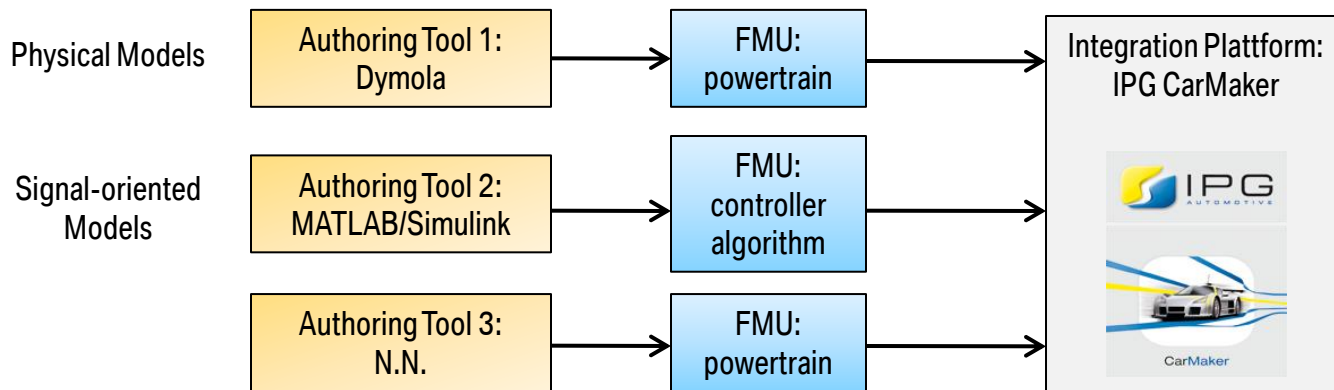 Physical Models
Authoring Tool 1:
Dymola
FMU:
powertrain
Integration Plattform:
IPG CarMaker
Signal-oriented
Models
Authoring Tool 2:
MATLAB/Simulink
FMU:
controller
algorithm
IPG
AUTOMOTIVE
Authoring Tool 3:
N.N.
FMU:
powertrain
CarMaker